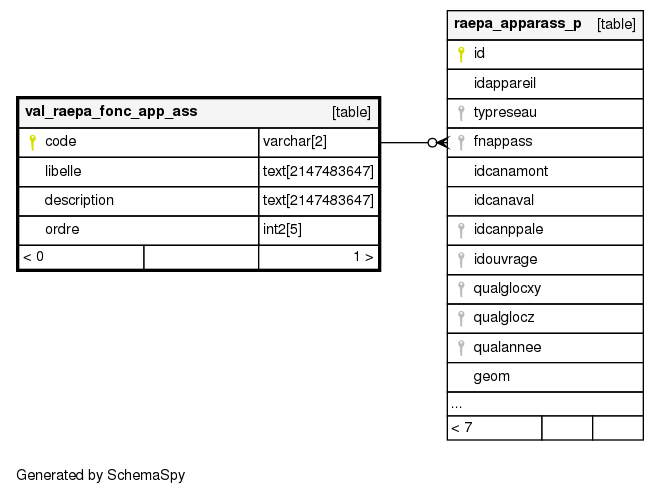 val_raepa_fonc_app_ass [table]
code varchar[2]
libelle text[2147483647]
description text[2147483647]
ordre int2[5]
< 0 1 >
raepa_apparass_p [table]
id
idappareil
typreseau
fnappass
idcanamont
idcanaval
idcanppale
idouvrage
qualglocxy
qualglocz
qualannee
geom
...
< 7
Generated by SchemaSpy